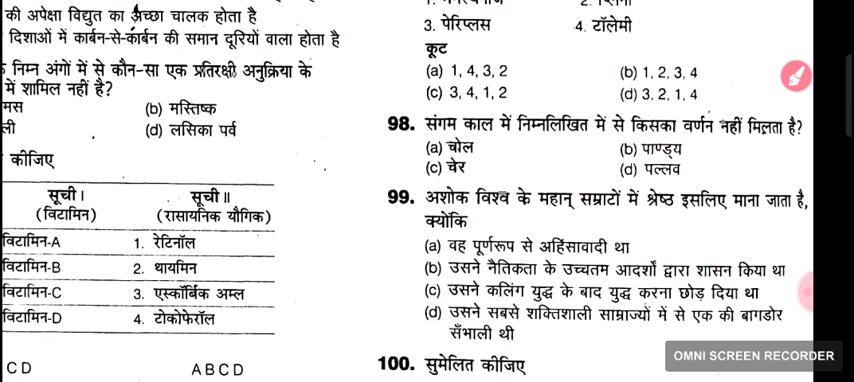 की अपेक्षा विद्युत का अच्छा चालक होता है
दिशाओं में कार्बन-से-कार्बन की समान दूरियों वाला होता है
निम्न अंगों में से कौन-सा एक प्रतिरक्षी अनुक्रिया के
में शामिल नहीं है?
मस (b) मस्तिष्क
ली (d) लसिका पर्व
कीजिए
सूची I सूची II
(विटामिन) (रासायनिक यौगिक)
विटामिन-A 1. रेटिनॉल
विटामिन-B 2. थायमिन
विटामिन-C 3. एस्कॉर्बिक अम्ल
विटामिन-D 4. टोकोफेरॉल
C D A B C D
3. पेरिप्लस 4. टॉलेमी
कूट
(a) 1, 4, 3, 2 (b) 1, 2, 3, 4
(c) 3, 4, 1, 2 (d) 3, 2, 1, 4
98. संगम काल में निम्नलिखित में से किसका वर्णन नहीं मिलता है?
(a) चोल (b) पाण्ड्य
(c) चेर (d) पल्लव
99. अशोक विश्व के महान् सम्राटों में श्रेष्ठ इसलिए माना जाता है,
क्योंकि
(a) वह पूर्णरूप से अहिंसावादी था
(b) उसने नैतिकता के उच्चतम आदर्शों द्वारा शासन किया था
(c) उसने कलिंग युद्ध के बाद युद्ध करना छोड़ दिया था
(d) उसने सबसे शक्तिशाली साम्राज्यों में से एक की बागडोर
सँभाली थी
100. सुमेलित कीजिए
OMNI SCREEN RECORDER